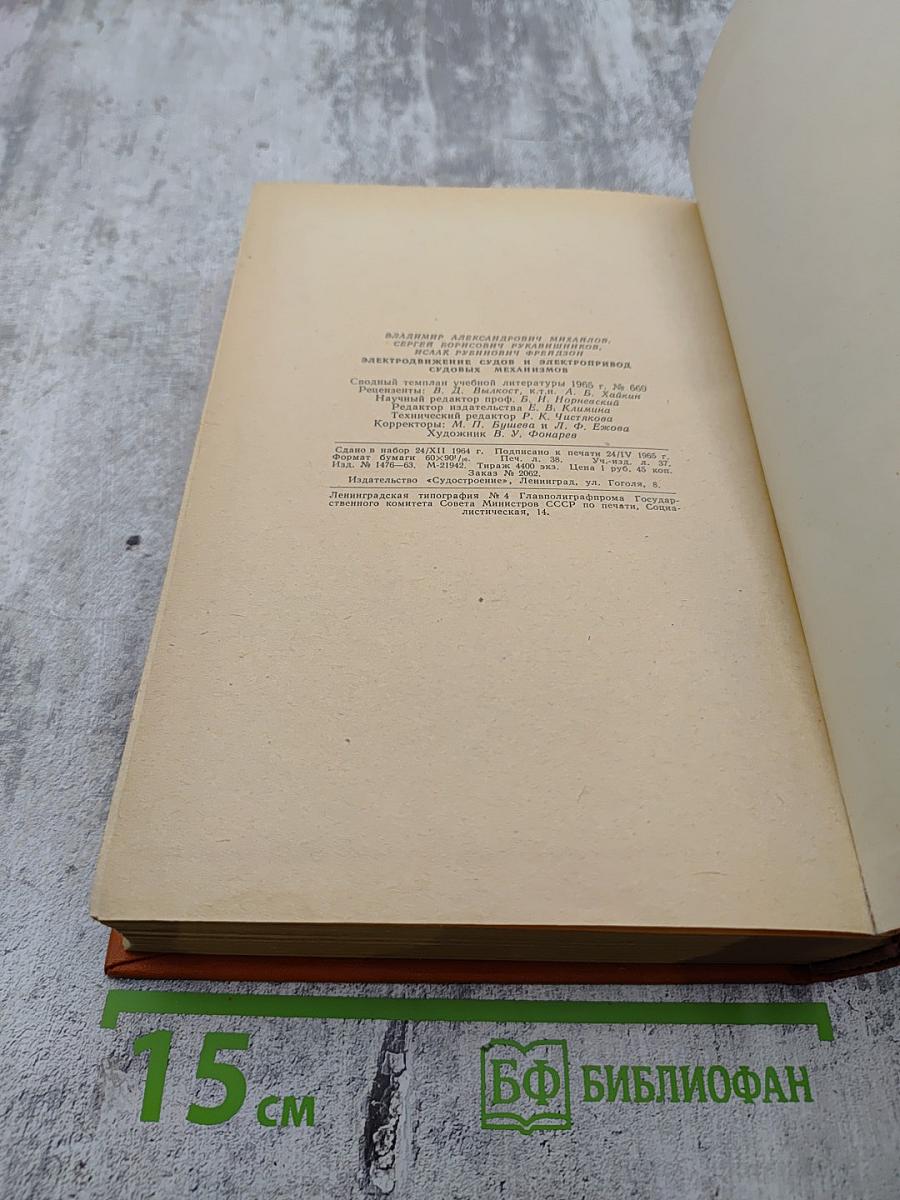 ВЛАДИМИР АЛЕКСАНДРОВИЧ МИХАЙЛОВ,
СЕРГЕЙ БОРИСОВИЧ РУКАВИШНИКОВ,
ИСААК РУБИНОВИЧ ФРЕЙДЗОН
ЭЛЕКТРОДВИЖЕНИЕ СУДОВ И ЭЛЕКТРОПРИВОД
СУДОВЫХ МЕХАНИЗМОВ
Сводный темплан учебной литературы 1965 г. № 669
Рецензенты: В. Д. Вылкост, к.т.н. А. Б. Хайкин
Научный редактор проф. Б. И. Норневский
Редактор издательства Е. В. Климина
Технический редактор Р. К. Чистякова
Корректоры: М. П. Бушева и Л. Ф. Ежова
Художник В. У. Фонарев
Сдано в набор 24/XII 1964 г. Подписано к печати 24/IV 1965 г.
Формат бумаги 60×90¹/₁₆. Печ. л. 38. Уч.-изд. л. 37.
Изд. № 1476—63. М-21942. Тираж 4400 экз. Цена 1 руб. 45 коп.
Заказ № 2062.
Издательство «Судостроение», Ленинград, ул. Гоголя, 8.
Ленинградская типография № 4 Главполиграфпрома Государ-
ственного комитета Совета Министров СССР по печати, Социа-
листическая, 14.
15 см
БФ БИБЛИОФАН